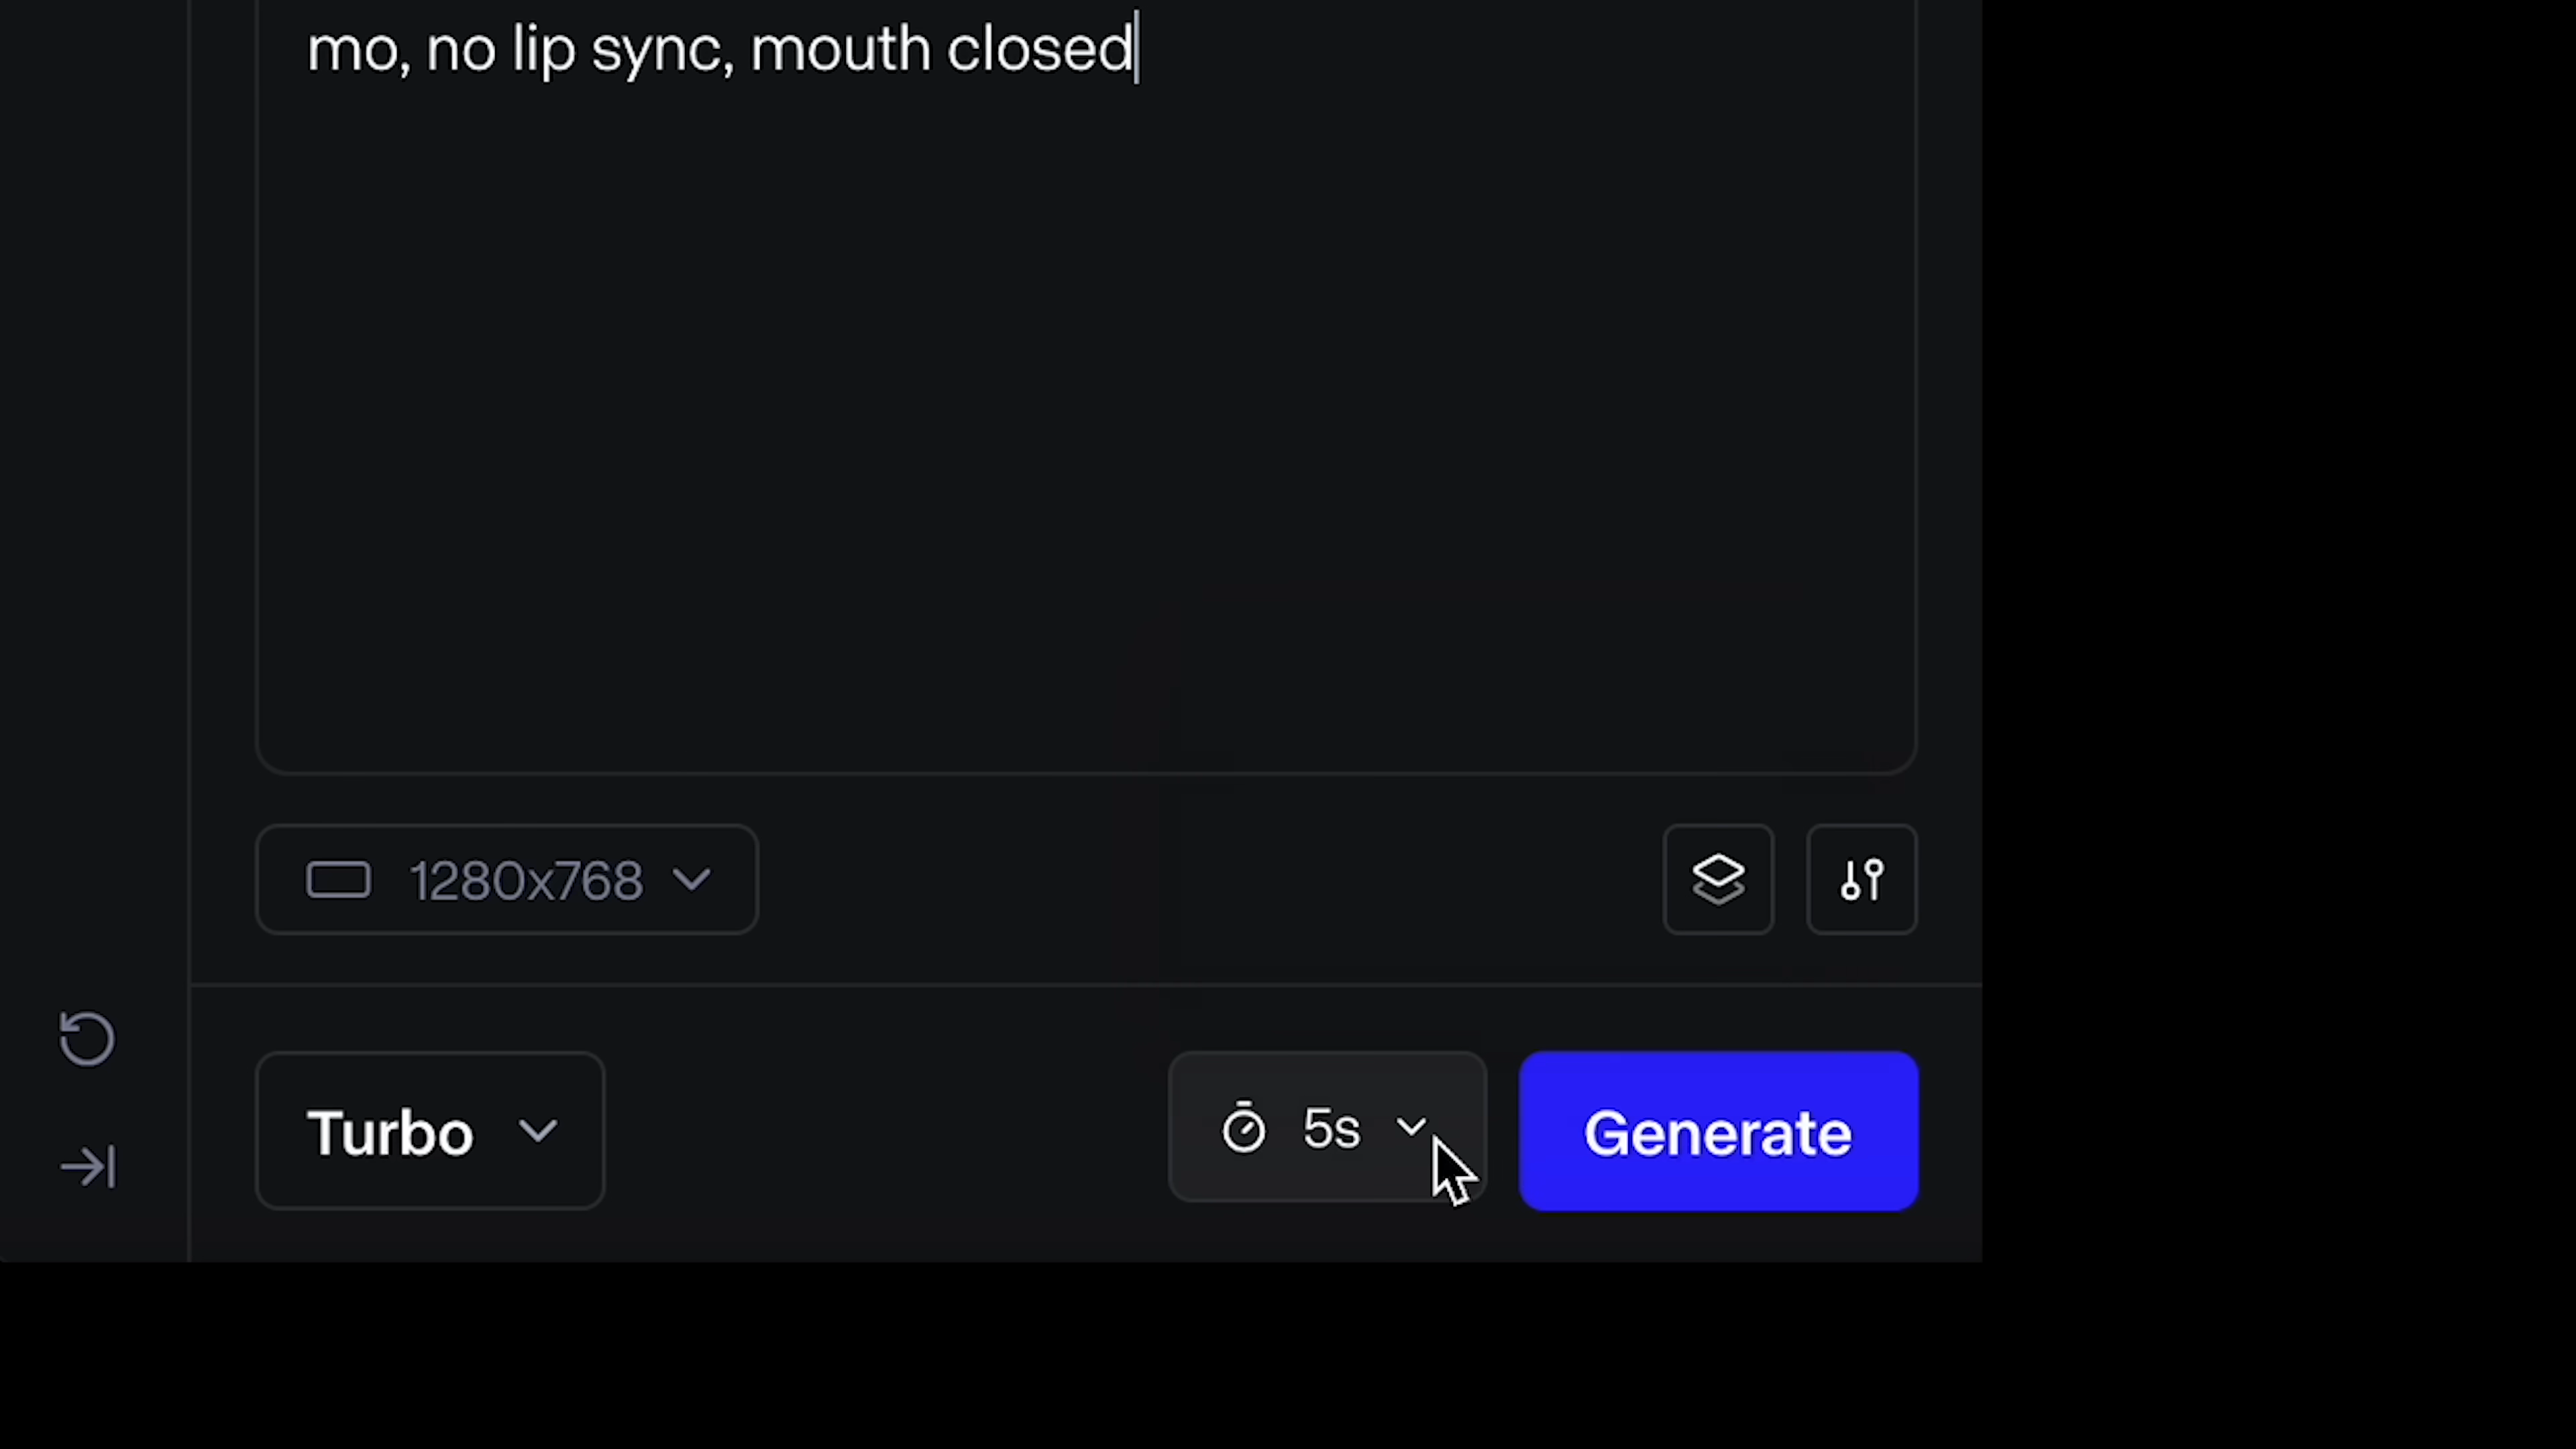 mo, no lip sync, mouth closed
1280x768
Turbo
5s
Generate